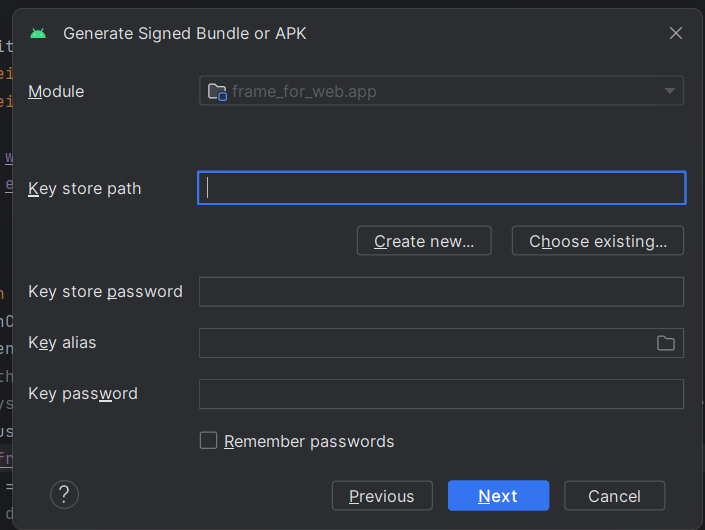 Generate Signed Bundle or APK
Module
frame_for_web.app
Key store path
Create new...
Choose existing...
Key store password
Key alias
Key password
Remember passwords
?
Previous
Next
Cancel